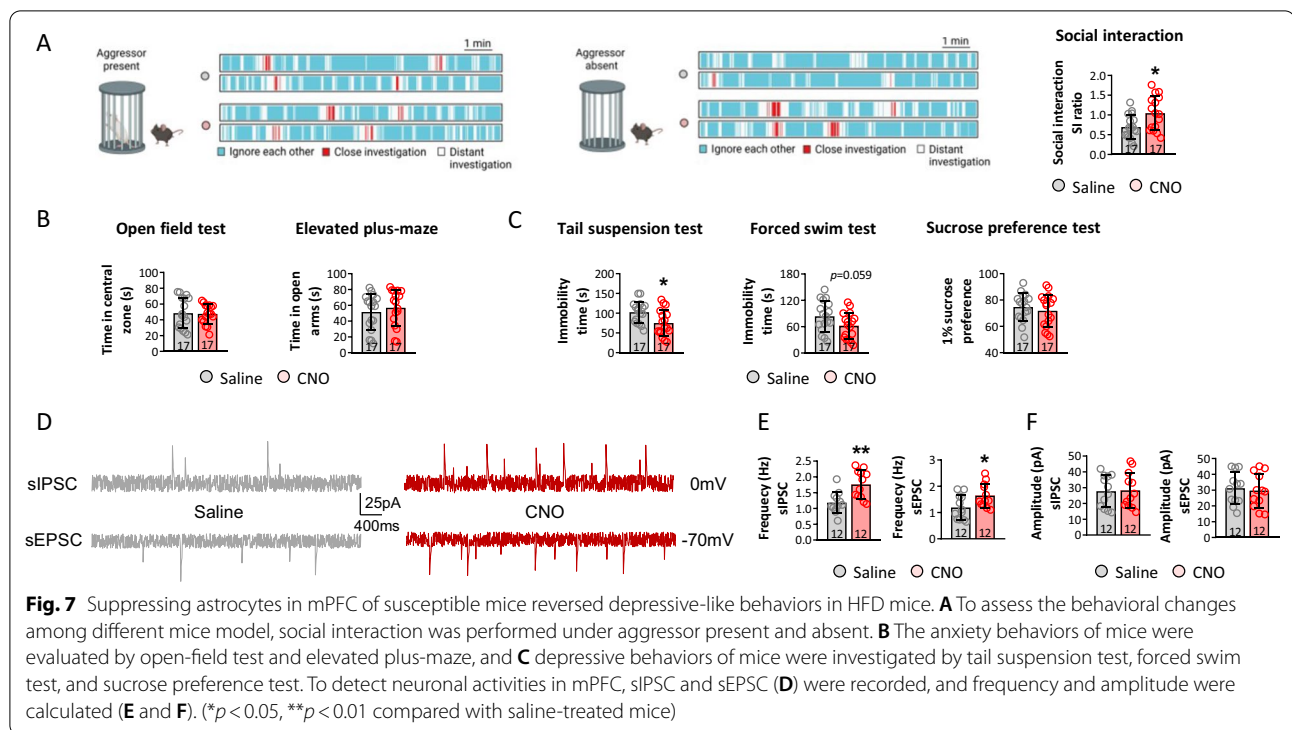 A
Aggressor
present
1 min
Ignore each other Close investigation Distant
investigation
Aggressor
absent
1 min
Ignore each other Close investigation Distant
investigation
Social interaction
Social interaction
SI ratio
2.0
1.5
1.0
0.5
0.0
*
17 17
Saline CNO
B
Open field test
Time in central
zone (s)
100
80
60
40
20
0
17 17
Elevated plus-maze
Time in open
arms (s)
100
80
60
40
20
0
17 17
Saline CNO
C
Tail suspension test
Immobility
time (s)
200
150
100
50
0
*
17 17
Forced swim test
Immobility
time (s)
180
120
60
0
p=0.059
17 17
Sucrose preference test
1% sucrose
preference
100
80
60
40
17 17
Saline CNO
D
sIPSC
Saline
sEPSC
25pA
400ms
0mV
CNO
-70mV
E
Frequecy (Hz)
sIPSC
2.5
2.0
1.5
1.0
0.5
0.0
**
12 12
Frequecy (Hz)
sEPSC
3
2
1
0
*
12 12
Saline CNO
F
Amplitude (pA)
sIPSC
60
50
40
30
20
10
0
12 12
Amplitude (pA)
sEPSC
50
40
30
20
10
0
12 12
Saline CNO
Fig. 7 Suppressing astrocytes in mPFC of susceptible mice reversed depressive-like behaviors in HFD mice. A To assess the behavioral changes
among different mice model, social interaction was performed under aggressor present and absent. B The anxiety behaviors of mice were
evaluated by open-field test and elevated plus-maze, and C depressive behaviors of mice were investigated by tail suspension test, forced swim
test, and sucrose preference test. To detect neuronal activities in mPFC, sIPSC and sEPSC (D) were recorded, and frequency and amplitude were
calculated (E and F). (*p < 0.05, **p < 0.01 compared with saline-treated mice)